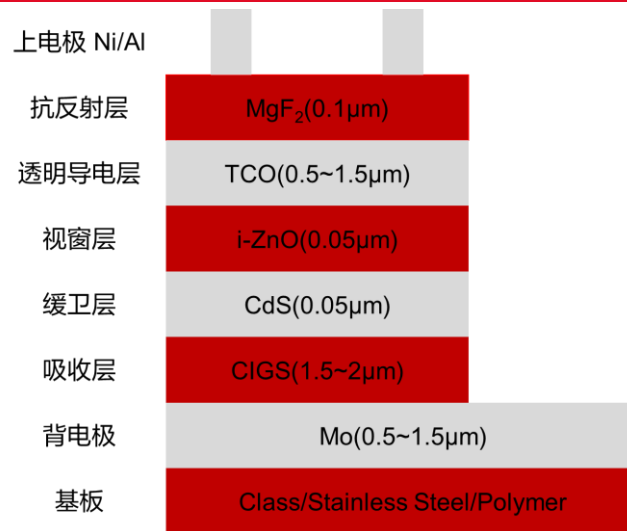 上电极 Ni/Al
抗反射层 MgF₂(0.1μm)
透明导电层 TCO(0.5~1.5μm)
视窗层 i-ZnO(0.05μm)
缓卫层 CdS(0.05μm)
吸收层 CIGS(1.5~2μm)
背电极 Mo(0.5~1.5μm)
基板 Class/Stainless Steel/Polymer